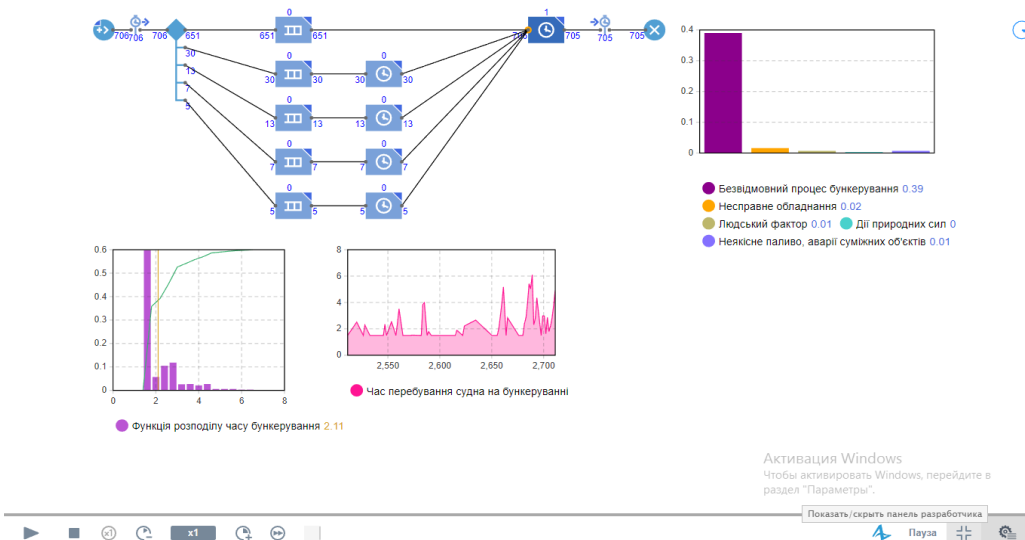 0
1
706 706 706 651 651 651 705 705 705 705
30 0
30 30 30 30
13 0
13 13 13 13
7 0
7 7 7 7
5 0
5 5 5 5
0.4
0.3
0.2
0.1
0
Безвідмовний процес бункерування 0.39
Несправне обладнання 0.02
Людський фактор 0.01 Дії природних сил 0
Неякісне паливо, аварії суміжних об'єктів 0.01
0.6
0.5
0.4
0.3
0.2
0.1
0
0 2 4 6 8
Функція розподілу часу бункерування 2.11
8
6
4
2
0
2,550 2,600 2,650 2,700
Час перебування судна на бункеруванні
Активация Windows
Чтобы активировать Windows, перейдите в
раздел "Параметры".
Показать/скрыть панель разработчика
x1 x1 Пауза